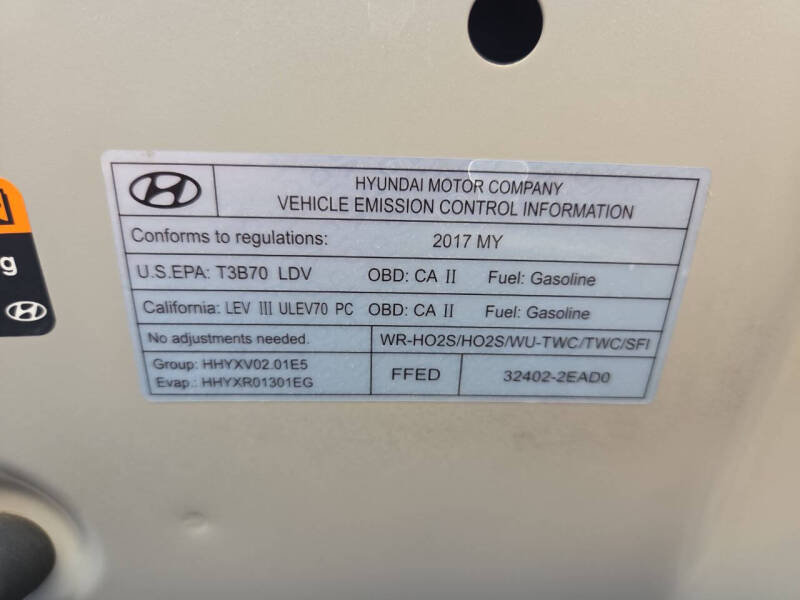 HYUNDAI MOTOR COMPANY
VEHICLE EMISSION CONTROL INFORMATION
Conforms to regulations: 2017 MY
U.S.EPA: T3B70 LDV OBD: CA II Fuel: Gasoline
California: LEV III ULEV70 PC OBD: CA II Fuel: Gasoline
No adjustments needed. WR-HO2S/HO2S/WU-TWC/TWC/SFI
Group: HHYXV02.01E5
Evap.: HHYXR01301EG
FFED 32402-2EAD0
g